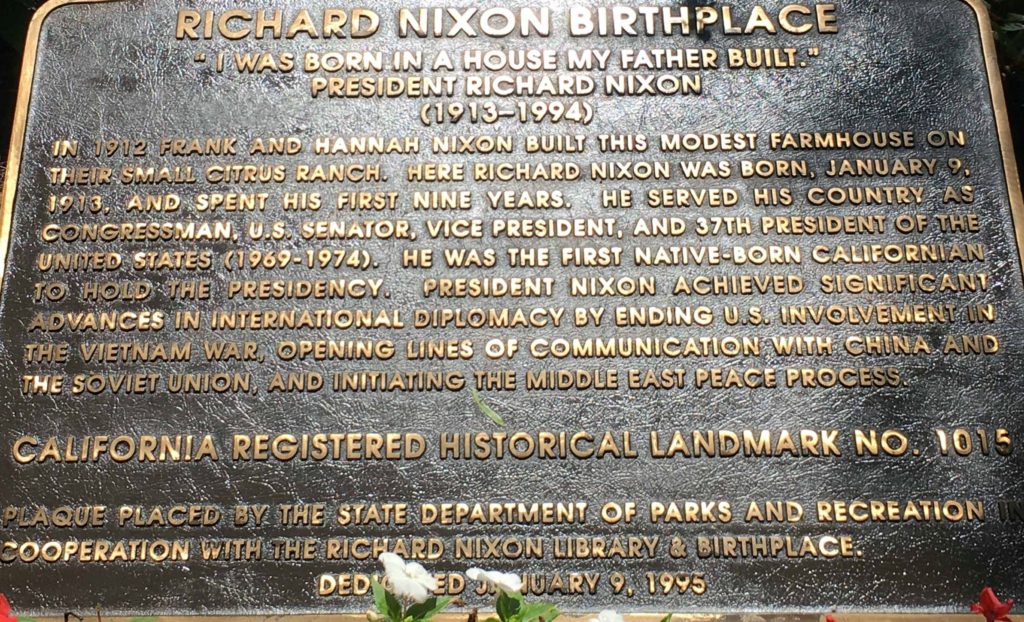 RICHARD NIXON BIRTHPLACE
"I WAS BORN IN A HOUSE MY FATHER BUILT."
PRESIDENT RICHARD NIXON
(1913–1994)
IN 1912 FRANK AND HANNAH NIXON BUILT THIS MODEST FARMHOUSE ON
THEIR SMALL CITRUS RANCH. HERE RICHARD NIXON WAS BORN, JANUARY 9,
1913, AND SPENT HIS FIRST NINE YEARS. HE SERVED HIS COUNTRY AS
CONGRESSMAN, U.S. SENATOR, VICE PRESIDENT, AND 37TH PRESIDENT OF THE
UNITED STATES (1969-1974). HE WAS THE FIRST NATIVE-BORN CALIFORNIAN
TO HOLD THE PRESIDENCY. PRESIDENT NIXON ACHIEVED SIGNIFICANT
ADVANCES IN INTERNATIONAL DIPLOMACY BY ENDING U.S. INVOLVEMENT IN
THE VIETNAM WAR, OPENING LINES OF COMMUNICATION WITH CHINA AND
THE SOVIET UNION, AND INITIATING THE MIDDLE EAST PEACE PROCESS.
CALIFORNIA REGISTERED HISTORICAL LANDMARK NO. 1015
PLAQUE PLACED BY THE STATE DEPARTMENT OF PARKS AND RECREATION IN
COOPERATION WITH THE RICHARD NIXON LIBRARY & BIRTHPLACE.
DEDICATED JANUARY 9, 1995